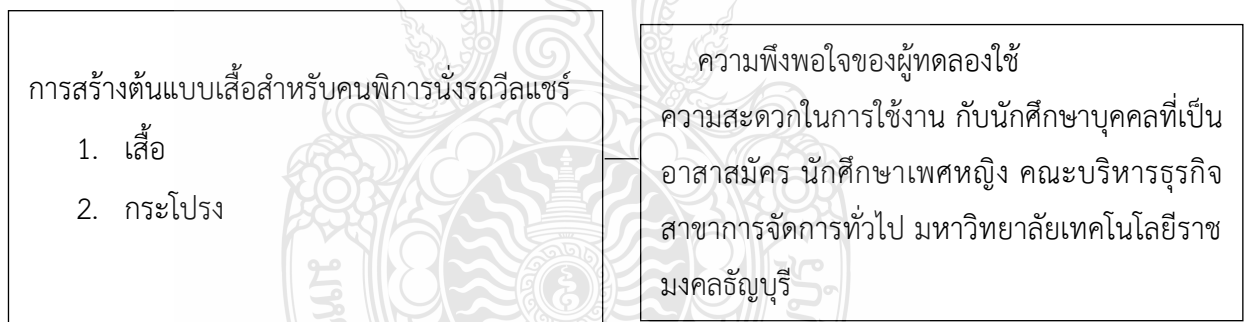 การสร้างต้นแบบเสื้อสำหรับคนพิการนั่งรถวีลแชร์
1. เสื้อ
2. กระโปรง
ความพึงพอใจของผู้ทดลองใช้
ความสะดวกในการใช้งาน กับนักศึกษาบุคคลที่เป็น
อาสาสมัคร นักศึกษาเพศหญิง คณะบริหารธุรกิจ
สาขาการจัดการทั่วไป มหาวิทยาลัยเทคโนโลยีราช
มงคลธัญบุรี